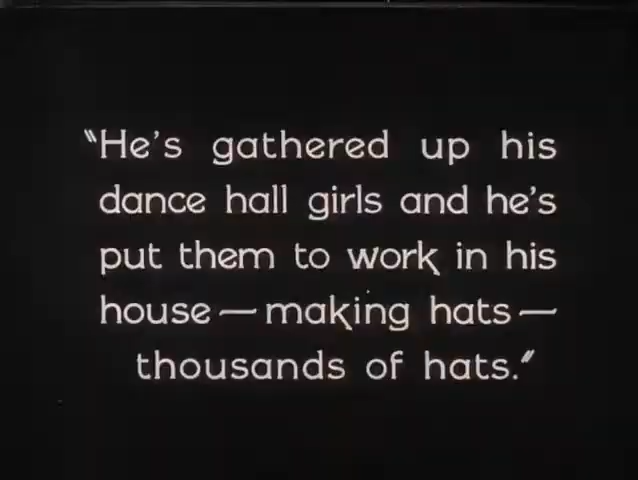 "He's gathered up his
dance hall girls and he's
put them to work in his
house — making hats —
thousands of hats."